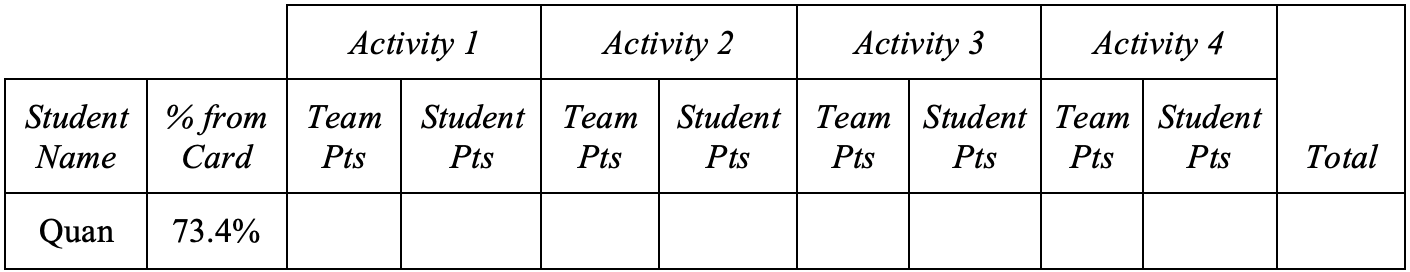 Activity 1 Activity 2 Activity 3 Activity 4
Student Name % from Card Team Pts Student Pts Team Pts Student Pts Team Pts Student Pts Team Pts Student Pts Total
Quan 73.4%